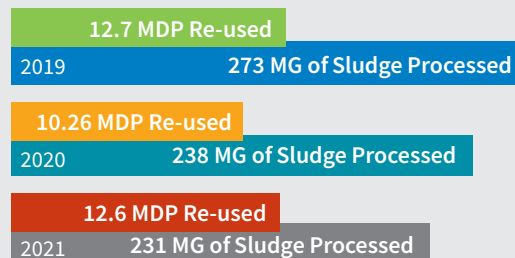 12.7 MDP Re-used
2019 273 MG of Sludge Processed
10.26 MDP Re-used
2020 238 MG of Sludge Processed
12.6 MDP Re-used
2021 231 MG of Sludge Processed